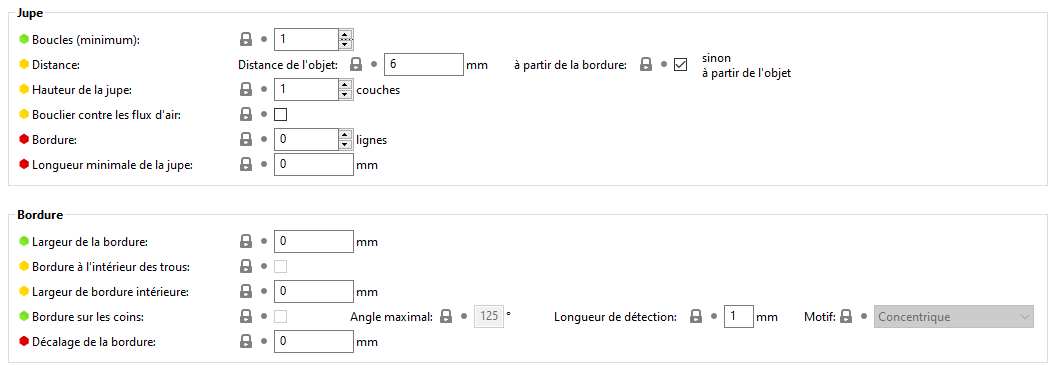 Jupe
Boucles (minimum): 1
Distance: Distance de l'objet: 6 mm à partir de la bordure: sinon
à partir de l'objet
Hauteur de la jupe: 1 couches
Bouclier contre les flux d'air:
Bordure: 0 lignes
Longueur minimale de la jupe: 0 mm
Bordure
Largeur de la bordure: 0 mm
Bordure à l'intérieur des trous:
Largeur de bordure intérieure: 0 mm
Bordure sur les coins: Angle maximal: 125 ° Longueur de détection: 1 mm Motif: Concentrique
Décalage de la bordure: 0 mm